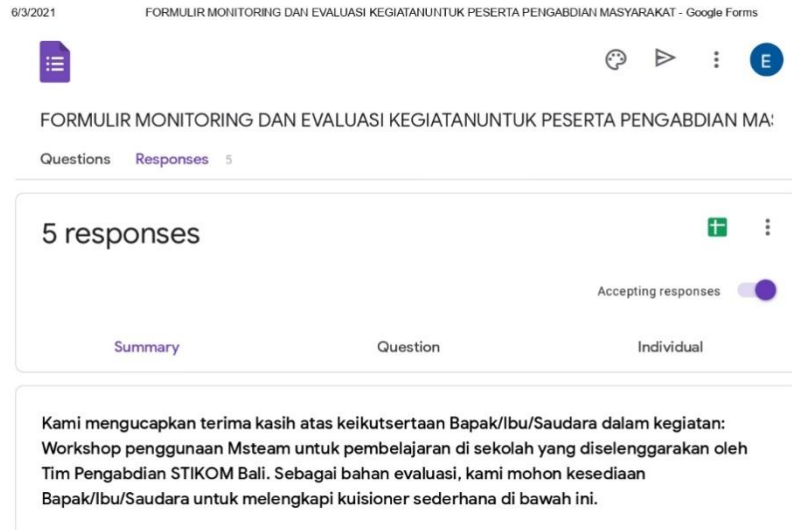 6/3/2021 FORMULIR MONITORING DAN EVALUASI KEGIATANUNTUK PESERTA PENGABDIAN MASYARAKAT - Google Forms
E
FORMULIR MONITORING DAN EVALUASI KEGIATANUNTUK PESERTA PENGABDIAN MA
Questions Responses 5
5 responses
Accepting responses
Summary Question Individual
Kami mengucapkan terima kasih atas keikutsertaan Bapak/Ibu/Saudara dalam kegiatan:
Workshop penggunaan Msteam untuk pembelajaran di sekolah yang diselenggarakan oleh
Tim Pengabdian STIKOM Bali. Sebagai bahan evaluasi, kami mohon kesediaan
Bapak/Ibu/Saudara untuk melengkapi kuisioner sederhana di bawah ini.